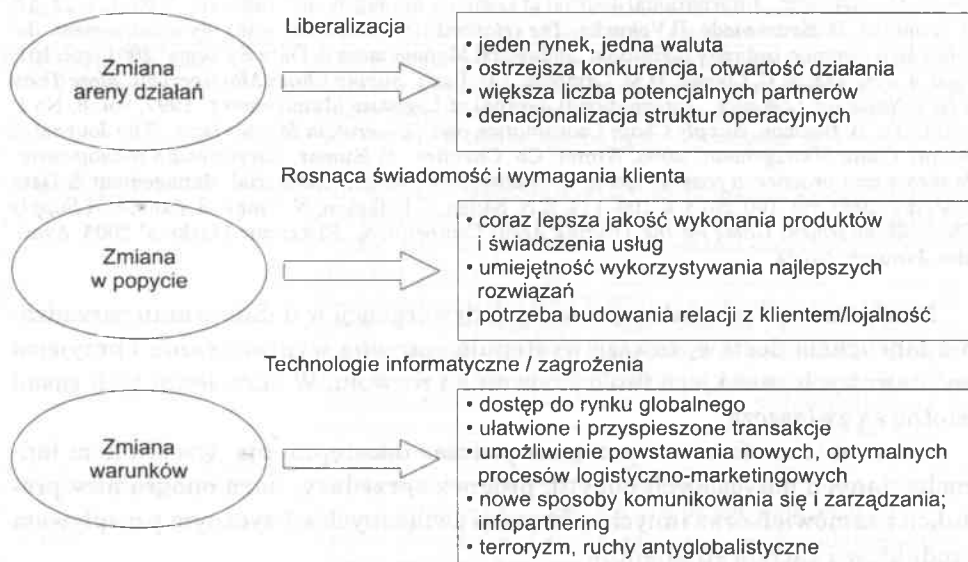 Liberalizacja
Zmiana
areny działań
• jeden rynek, jedna waluta
• ostrzejsza konkurencja/wolność działania
• większa liczba potencjalnych partnerów
• denacjonalizacja struktur operacyjnych
Rosnąca świadomość i wymagania klienta
Zmiana
w popycie
• coraz lepsza jakość wykonania produktów
i świadczenia usług
• umiejętność wykorzystywania najlepszych
rozwiązań
• potrzeba budowania relacji z klientem/lojalność
Technologie informatyczne / zagrożenia
Zmiana
warunków
• dostęp do rynku globalnego
• ułatwione i przyspieszone transakcje
• umożliwienie powstawania nowych, optymalnych
procesów logistyczno-marketingowych
• nowe sposoby komunikowania się i zarządzania;
infopartnering
• terroryzm, ruchy antyglobalistyczne